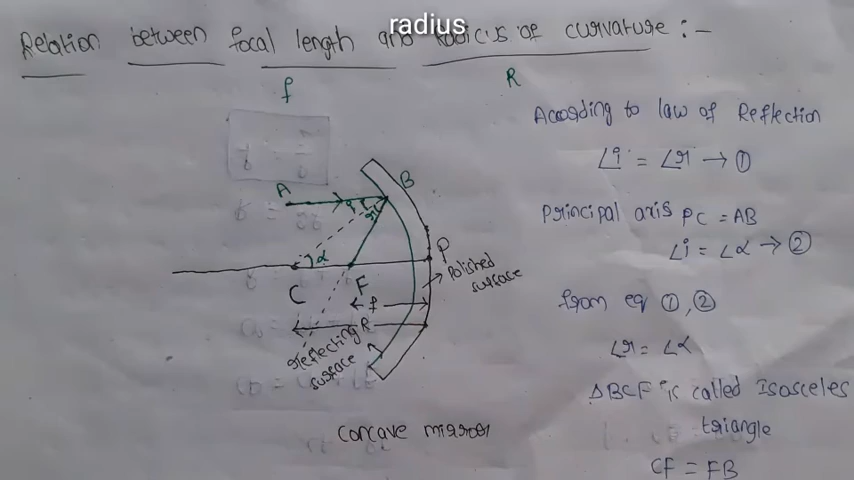 radius
Relation between focal length and Radicus of curvature :-
f
R
According to law of Reflection
∠i = ∠r → ①
Principal axis PC = AB
∠i = ∠α → ②
from eq ①,②
∠r = ∠α
ΔBCF is called Isosceles
triangle
CF = FB
A
B
i
r
α
P
C
F
Polished
surface
f
R
reflecting
surface
concave mirror